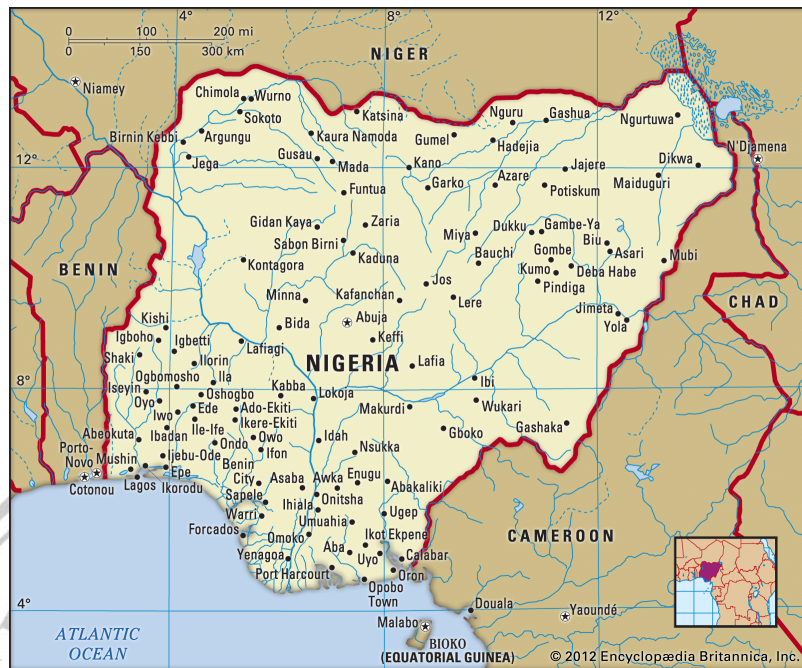 4°
8°
12°
0 100 200 mi
0 150 300 km
NIGER
Niamey
Chimola
Wurno
Sokoto
Katsina
Nguru
Gashua
Ngurtuwa
Birnin Kebbi
Argungu
Kaura Namoda
Gumel
Hadejia
N'Djamena
12°
Jega
Gusau
Mada
Kano
Jajere
Dikwa
Funtua
Garko
Azare
Potiskum
Maiduguri
Gidan Kaya
Zaria
Miya
Dukku
Gambe-Ya
Biu
Sabon Birni
Kaduna
Bauchi
Gombe
Asari
Mubi
BENIN
Kontagora
Kumo
Deba Habe
Pindiga
Jos
Minna
Kafanchan
Lere
CHAD
Jimeta
Kishi
Bida
Abuja
Yola
Igboho
Igbetti
Keffi
Shaki
Ilorin
Lafiagi
NIGERIA
Lafia
8°
Ogbomosho
Ila
Kabba
Ibi
Iseyin
Oshogbo
Lokoja
Oyo
Ede
Ado-Ekiti
Makurdi
Wukari
Iwo
Ile-Ife
Ikere-Ekiti
Gboko
Gashaka
Abeokuta
Ibadan
Ondo
Owo
Idah
Porto-
Novo
Mushin
Ijebu-Ode
Ifon
Nsukka
Epe
Benin
City
Asaba
Awka
Enugu
Abakaliki
Cotonou
Lagos
Ikorodu
Sapele
Onitsha
Ihiala
Warri
Umuahia
Ugep
Forcados
Omoko
Ikot Ekpene
CAMEROON
Yenagoa
Aba
Uyo
Calabar
Port Harcourt
Oron
Opobo
Town
4°
Douala
Malabo
Yaoundé
ATLANTIC
OCEAN
BIOKO
(EQUATORIAL GUINEA)
© 2012 Encyclopædia Britannica, Inc.